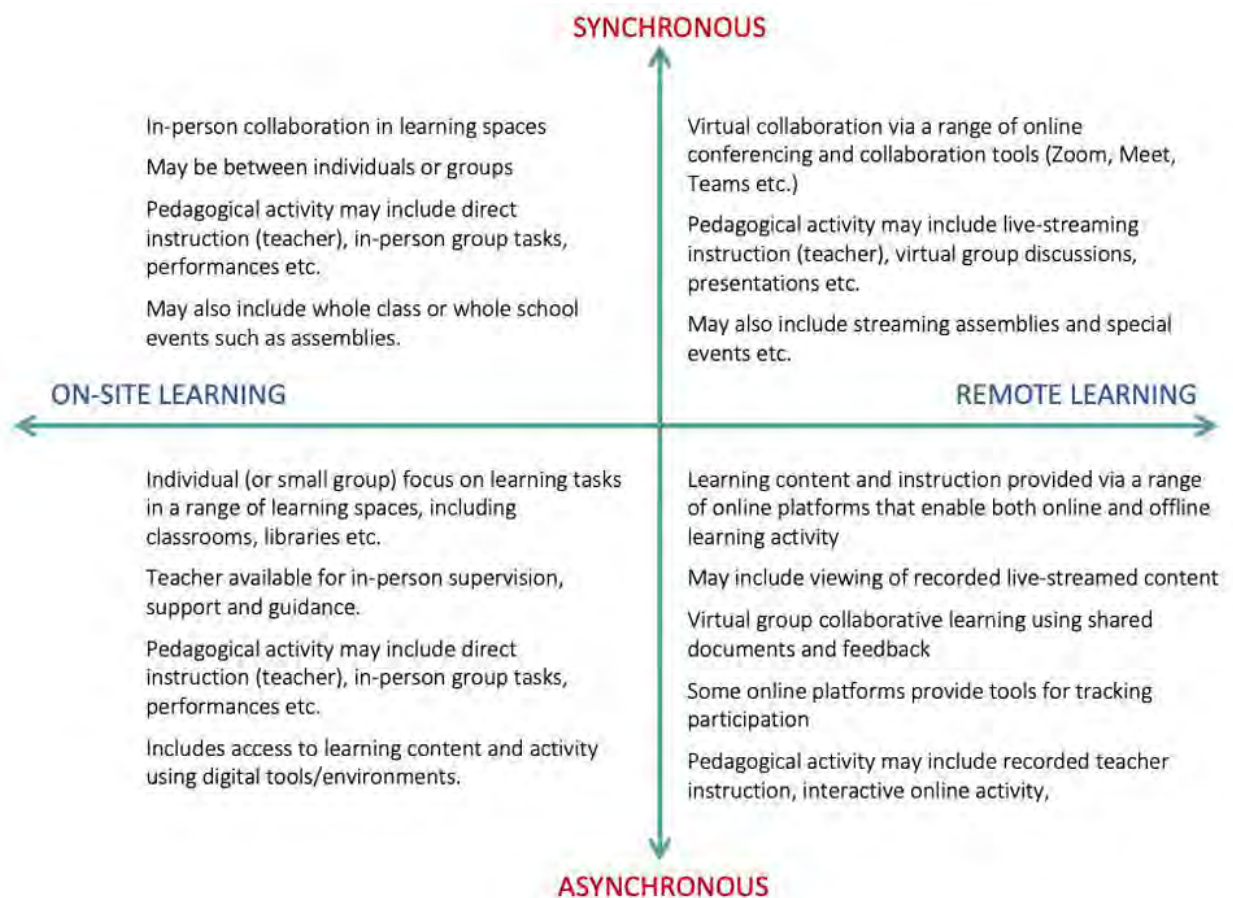 SYNCHRONOUS
In-person collaboration in learning spaces
May be between individuals or groups
Pedagogical activity may include direct
instruction (teacher), in-person group tasks,
performances etc.
May also include whole class or whole school
events such as assemblies.
Virtual collaboration via a range of online
conferencing and collaboration tools (Zoom, Meet,
Teams etc.)
Pedagogical activity may include live-streaming
instruction (teacher), virtual group discussions,
presentations etc.
May also include streaming assemblies and special
events etc.
ON-SITE LEARNING
REMOTE LEARNING
Individual (or small group) focus on learning tasks
in a range of learning spaces, including
classrooms, libraries etc.
Teacher available for in-person supervision,
support and guidance.
Pedagogical activity may include direct
instruction (teacher), in-person group tasks,
performances etc.
Includes access to learning content and activity
using digital tools/environments.
Learning content and instruction provided via a range
of online platforms that enable both online and offline
learning activity
May include viewing of recorded live-streamed content
Virtual group collaborative learning using shared
documents and feedback
Some online platforms provide tools for tracking
participation
Pedagogical activity may include recorded teacher
instruction, interactive online activity,
ASYNCHRONOUS